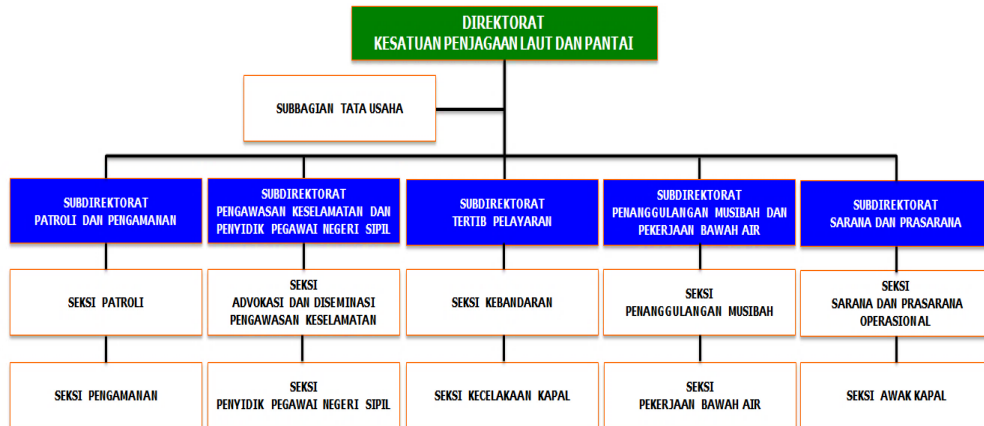 DIREKTORAT
KESATUAN PENJAGAAN LAUT DAN PANTAI
SUBBAGIAN TATA USAHA
SUBDIREKTORAT
PATROLI DAN PENGAMANAN
SUBDIREKTORAT
PENGAWASAN KESELAMATAN DAN
PENYIDIK PEGAWAI NEGERI SIPIL
SUBDIREKTORAT
TERTIB PELAYARAN
SUBDIREKTORAT
PENANGGULANGAN MUSIBAH DAN
PEKERJAAN BAWAH AIR
SUBDIREKTORAT
SARANA DAN PRASARANA
SEKSI PATROLI
SEKSI
ADVOKASI DAN DISEMINASI
PENGAWASAN KESELAMATAN
SEKSI KEBANDARAN
SEKSI
PENANGGULANGAN MUSIBAH
SEKSI
SARANA DAN PRASARANA
OPERASIONAL
SEKSI PENGAMANAN
SEKSI
PENYIDIK PEGAWAI NEGERI SIPIL
SEKSI KECELAKAAN KAPAL
SEKSI
PEKERJAAN BAWAH AIR
SEKSI AWAK KAPAL